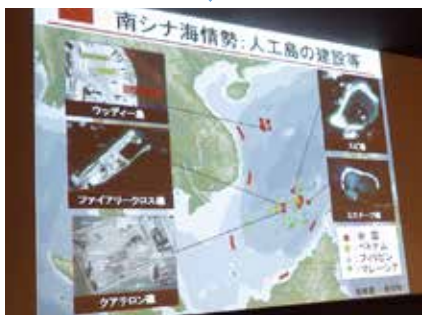 南シナ海情勢:人工島の建設等
ウッディー島
ファイアリークロス礁
クアテロン礁
スビ礁
ミスチーフ礁
中 国
ベトナム
フィリピン
マレーシア